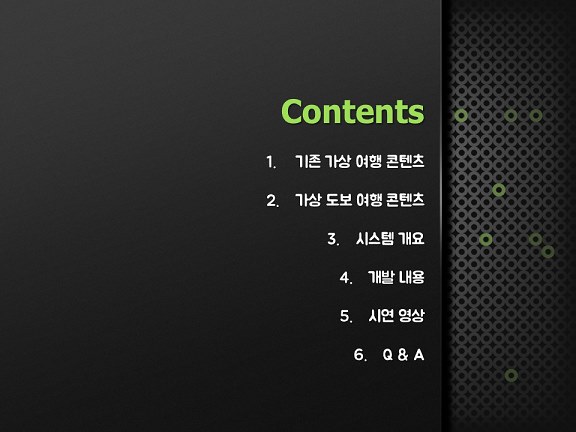 Contents
1. 기존 가상 여행 콘텐츠
2. 가상 도보 여행 콘텐츠
3. 시스템 개요
4. 개발 내용
5. 시연 영상
6. Q & A